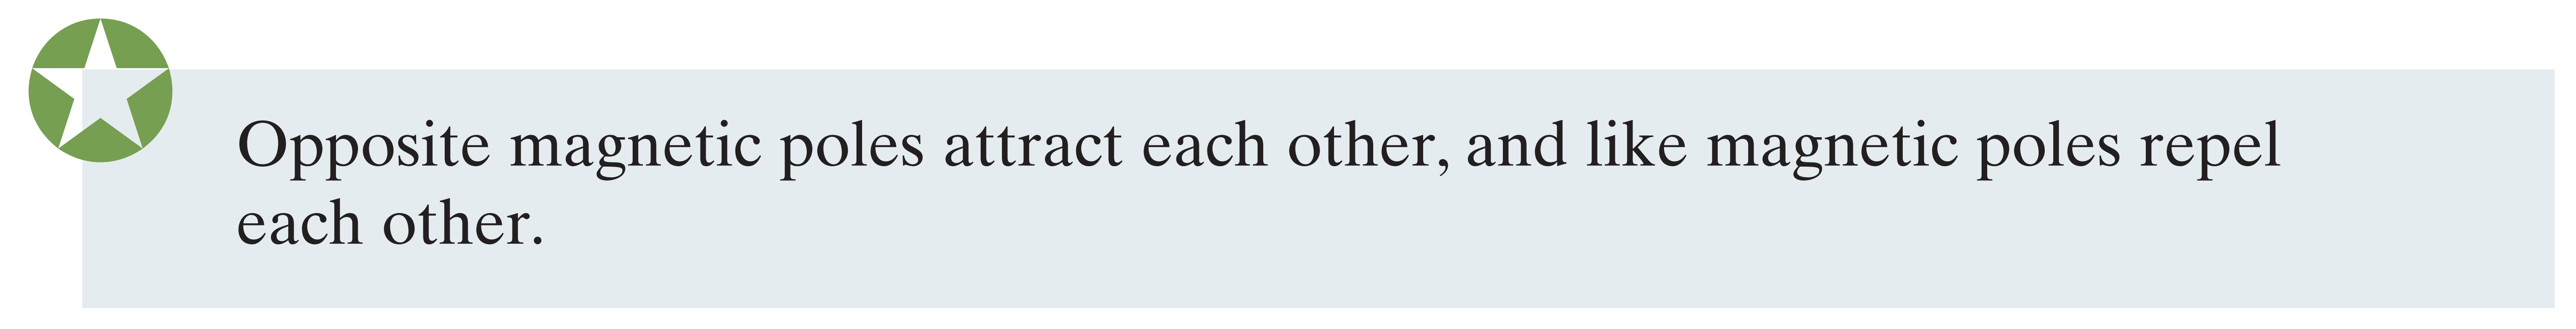 Opposite magnetic poles attract each other, and like magnetic poles repel
each other.